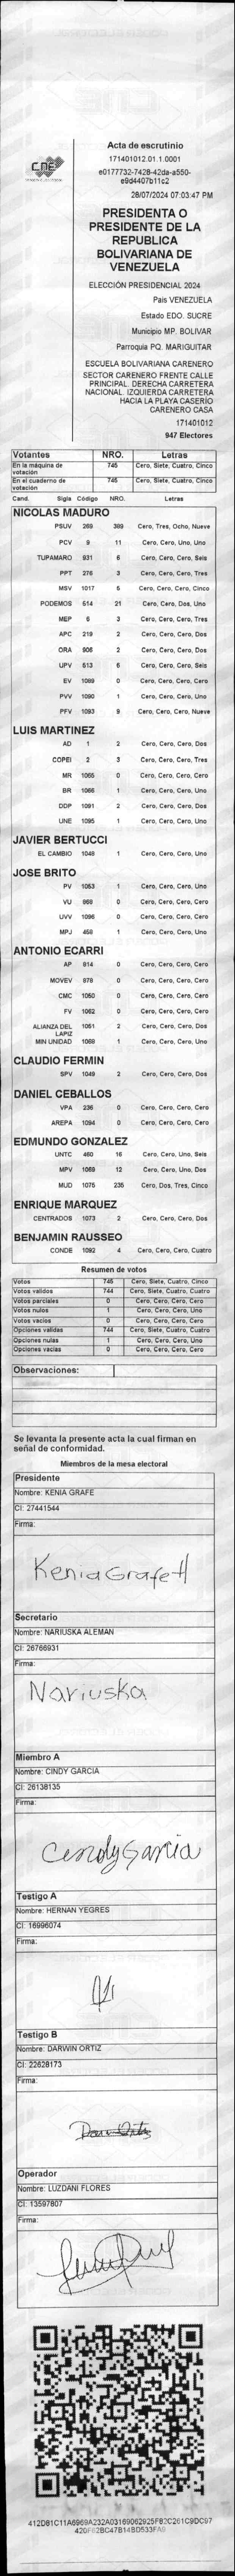 CNE
Acta de escrutinio
171401012.01.1.0001
e0177732-7428-42da-a550-
e9d4407b11c2
28/07/2024 07:03:47 PM
PRESIDENTA O
PRESIDENTE DE LA
REPUBLICA
BOLIVARIANA DE
VENEZUELA
ELECCIÓN PRESIDENCIAL 2024
País VENEZUELA
Estado EDO. SUCRE
Municipio MP. BOLIVAR
Parroquia PQ. MARIGUITAR
ESCUELA BOLIVARIANA CARENERO
SECTOR CARENERO FRENTE CALLE
PRINCIPAL. DERECHA CARRETERA
NACIONAL. IZQUIERDA CARRETERA
HACIA LA PLAYA CASERÍO
CARENERO CASA
171401012
947 Electores
Votantes NRO. Letras
En la máquina de votación 745 Cero, Siete, Cuatro, Cinco
En el cuaderno de votación 745 Cero, Siete, Cuatro, Cinco
Cand. Sigla Código NRO. Letras
NICOLAS MADURO
PSUV 269 389 Cero, Tres, Ocho, Nueve
PCV 9 11 Cero, Cero, Uno, Uno
TUPAMARO 931 6 Cero, Cero, Cero, Seis
PPT 276 3 Cero, Cero, Cero, Tres
MSV 1017 5 Cero, Cero, Cero, Cinco
PODEMOS 514 21 Cero, Cero, Dos, Uno
MEP 6 3 Cero, Cero, Cero, Tres
APC 219 2 Cero, Cero, Cero, Dos
ORA 906 2 Cero, Cero, Cero, Dos
UPV 513 6 Cero, Cero, Cero, Seis
EV 1089 0 Cero, Cero, Cero, Cero
PVV 1090 1 Cero, Cero, Cero, Uno
PFV 1093 9 Cero, Cero, Cero, Nueve
LUIS MARTINEZ
AD 1 2 Cero, Cero, Cero, Dos
COPEI 2 3 Cero, Cero, Cero, Tres
MR 1065 0 Cero, Cero, Cero, Cero
BR 1066 1 Cero, Cero, Cero, Uno
DDP 1091 2 Cero, Cero, Cero, Dos
UNE 1095 1 Cero, Cero, Cero, Uno
JAVIER BERTUCCI
EL CAMBIO 1048 1 Cero, Cero, Cero, Uno
JOSE BRITO
PV 1053 1 Cero, Cero, Cero, Uno
VU 869 0 Cero, Cero, Cero, Cero
UVV 1096 0 Cero, Cero, Cero, Cero
MPJ 458 1 Cero, Cero, Cero, Uno
ANTONIO ECARRI
AP 914 0 Cero, Cero, Cero, Cero
MOVEV 978 0 Cero, Cero, Cero, Cero
CMC 1050 0 Cero, Cero, Cero, Cero
FV 1062 0 Cero, Cero, Cero, Cero
ALIANZA DEL LAPIZ 1061 2 Cero, Cero, Cero, Dos
MIN UNIDAD 1069 1 Cero, Cero, Cero, Uno
CLAUDIO FERMIN
SPV 1049 2 Cero, Cero, Cero, Dos
DANIEL CEBALLOS
VPA 236 0 Cero, Cero, Cero, Cero
AREPA 1094 0 Cero, Cero, Cero, Cero
EDMUNDO GONZALEZ
UNTC 460 16 Cero, Cero, Uno, Seis
MPV 1069 12 Cero, Cero, Uno, Dos
MUD 1075 235 Cero, Dos, Tres, Cinco
ENRIQUE MARQUEZ
CENTRADOS 1073 2 Cero, Cero, Cero, Dos
BENJAMIN RAUSSEO
CONDE 1092 4 Cero, Cero, Cero, Cuatro
Resumen de votos
Votos 745 Cero, Siete, Cuatro, Cinco
Votos validos 744 Cero, Siete, Cuatro, Cuatro
Votos parciales 0 Cero, Cero, Cero, Cero
Votos nulos 1 Cero, Cero, Cero, Uno
Votos vacios 0 Cero, Cero, Cero, Cero
Opciones validas 744 Cero, Siete, Cuatro, Cuatro
Opciones nulas 1 Cero, Cero, Cero, Uno
Opciones vacias 0 Cero, Cero, Cero, Cero
Observaciones:
Se levanta la presente acta la cual firman en
señal de conformidad.
Miembros de la mesa electoral
Presidente
Nombre: KENIA GRAFE
CI: 27441544
Firma:
Kenia Grafe H
Secretario
Nombre: NARIUSKA ALEMAN
CI: 26766931
Firma:
Nariuska
Miembro A
Nombre: CINDY GARCIA
CI: 26138135
Firma:
Cindy Garcia
Testigo A
Nombre: HERNAN YEGRES
CI: 16996074
Firma:
Testigo B
Nombre: DARWIN ORTIZ
CI: 22628173
Firma:
Operador
Nombre: LUZDANI FLORES
CI: 13597807
Firma: